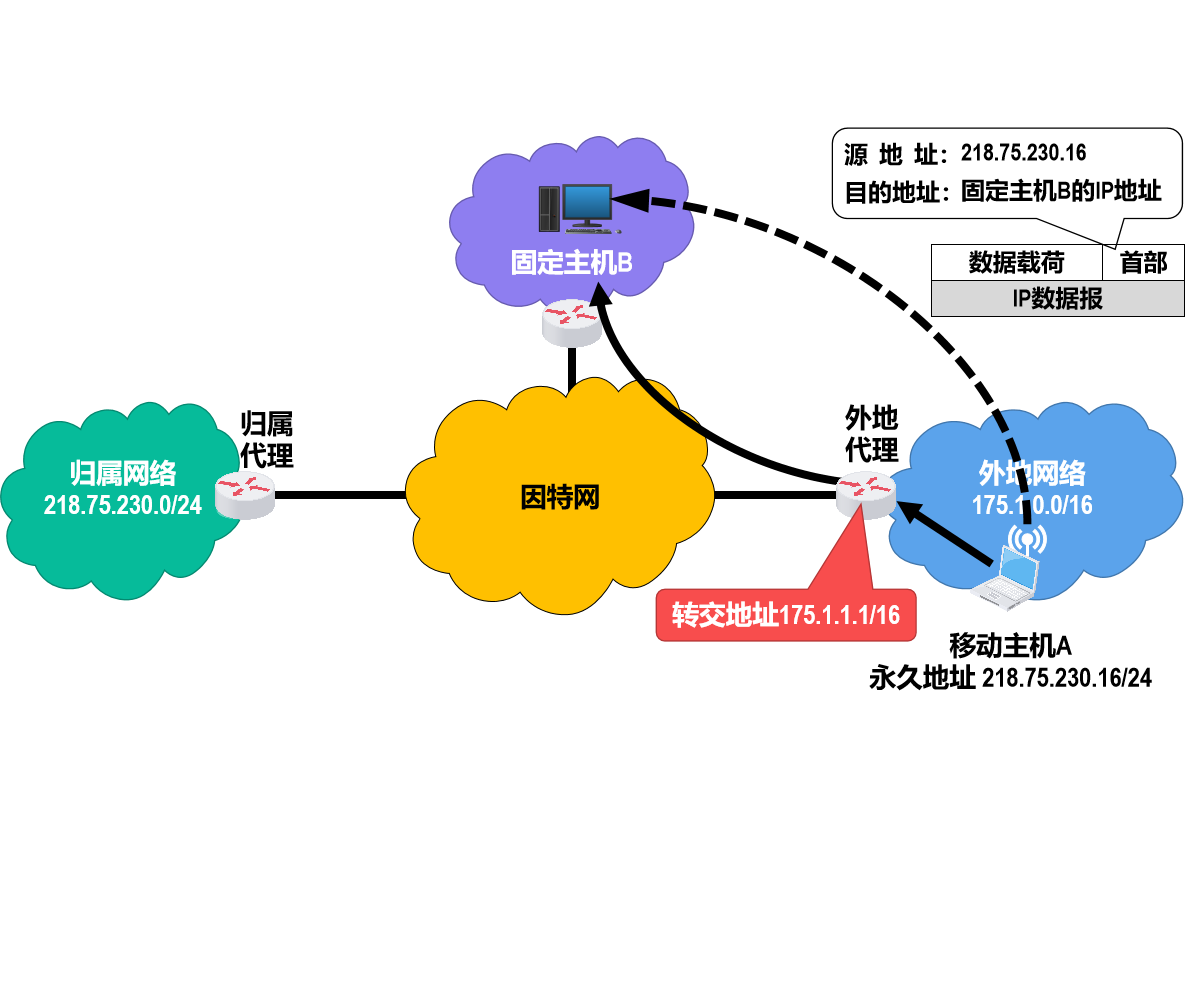 源 地 址：218.75.230.16
目的地址：固定主机B的IP地址
数据载荷 首部
IP数据报
固定主机B
归属
代理
归属网络
218.75.230.0/24
因特网
外地
代理
外地网络
175.1.0.0/16
转交地址175.1.1.1/16
移动主机A
永久地址 218.75.230.16/24